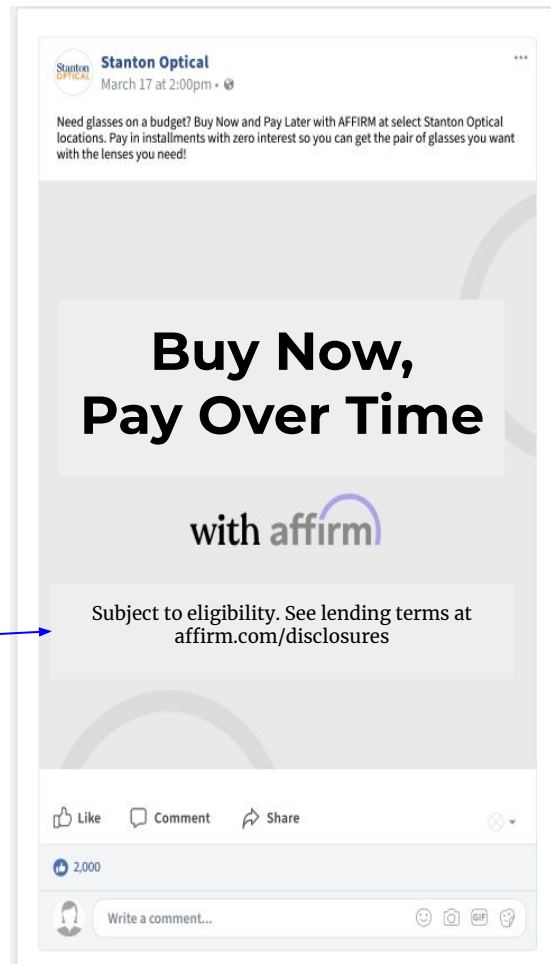 Stanton
OPTICAL
Stanton Optical
March 17 at 2:00pm •
Need glasses on a budget? Buy Now and Pay Later with AFFIRM at select Stanton Optical
locations. Pay in installments with zero interest so you can get the pair of glasses you want
with the lenses you need!
Buy Now,
Pay Over Time
with affirm
Subject to eligibility. See lending terms at
affirm.com/disclosures
Like Comment Share
2,000
Write a comment...
GIF